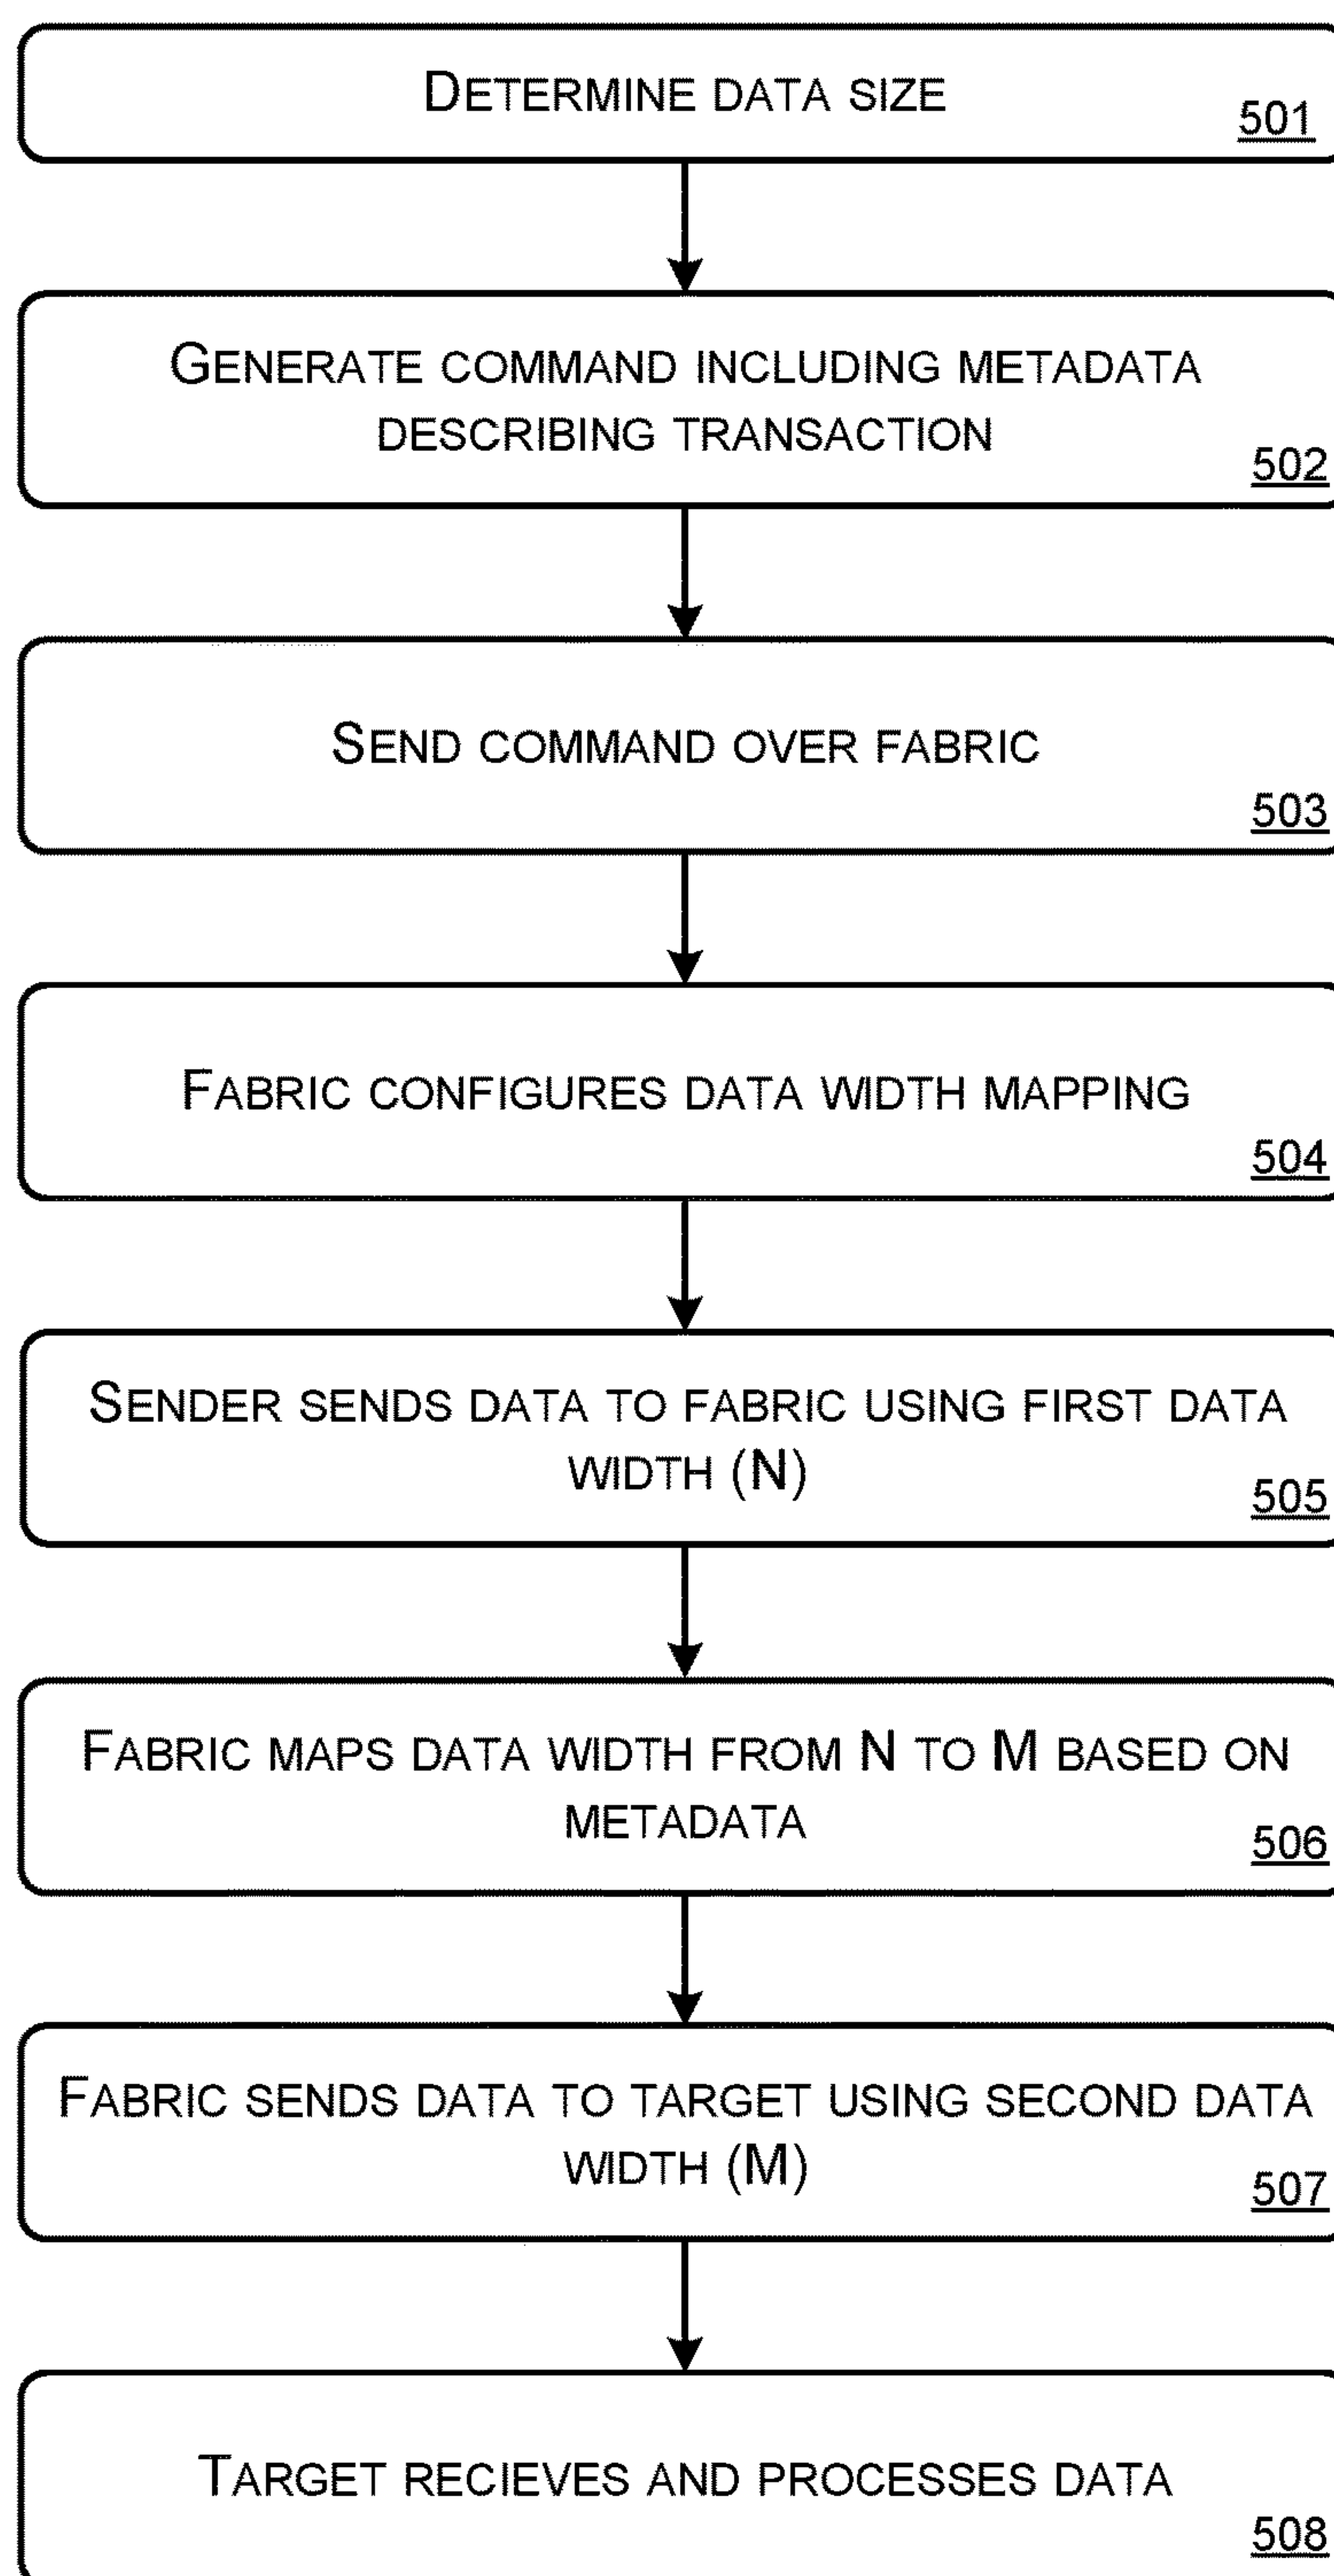 DETERMINE DATA SIZE
501
GENERATE COMMAND INCLUDING METADATA
DESCRIBING TRANSACTION
502
SEND COMMAND OVER FABRIC
503
FABRIC CONFIGURES DATA WIDTH MAPPING
504
SENDER SENDS DATA TO FABRIC USING FIRST DATA
WIDTH (N)
505
FABRIC MAPS DATA WIDTH FROM N TO M BASED ON
METADATA
506
FABRIC SENDS DATA TO TARGET USING SECOND DATA
WIDTH (M)
507
TARGET RECIEVES AND PROCESSES DATA
508